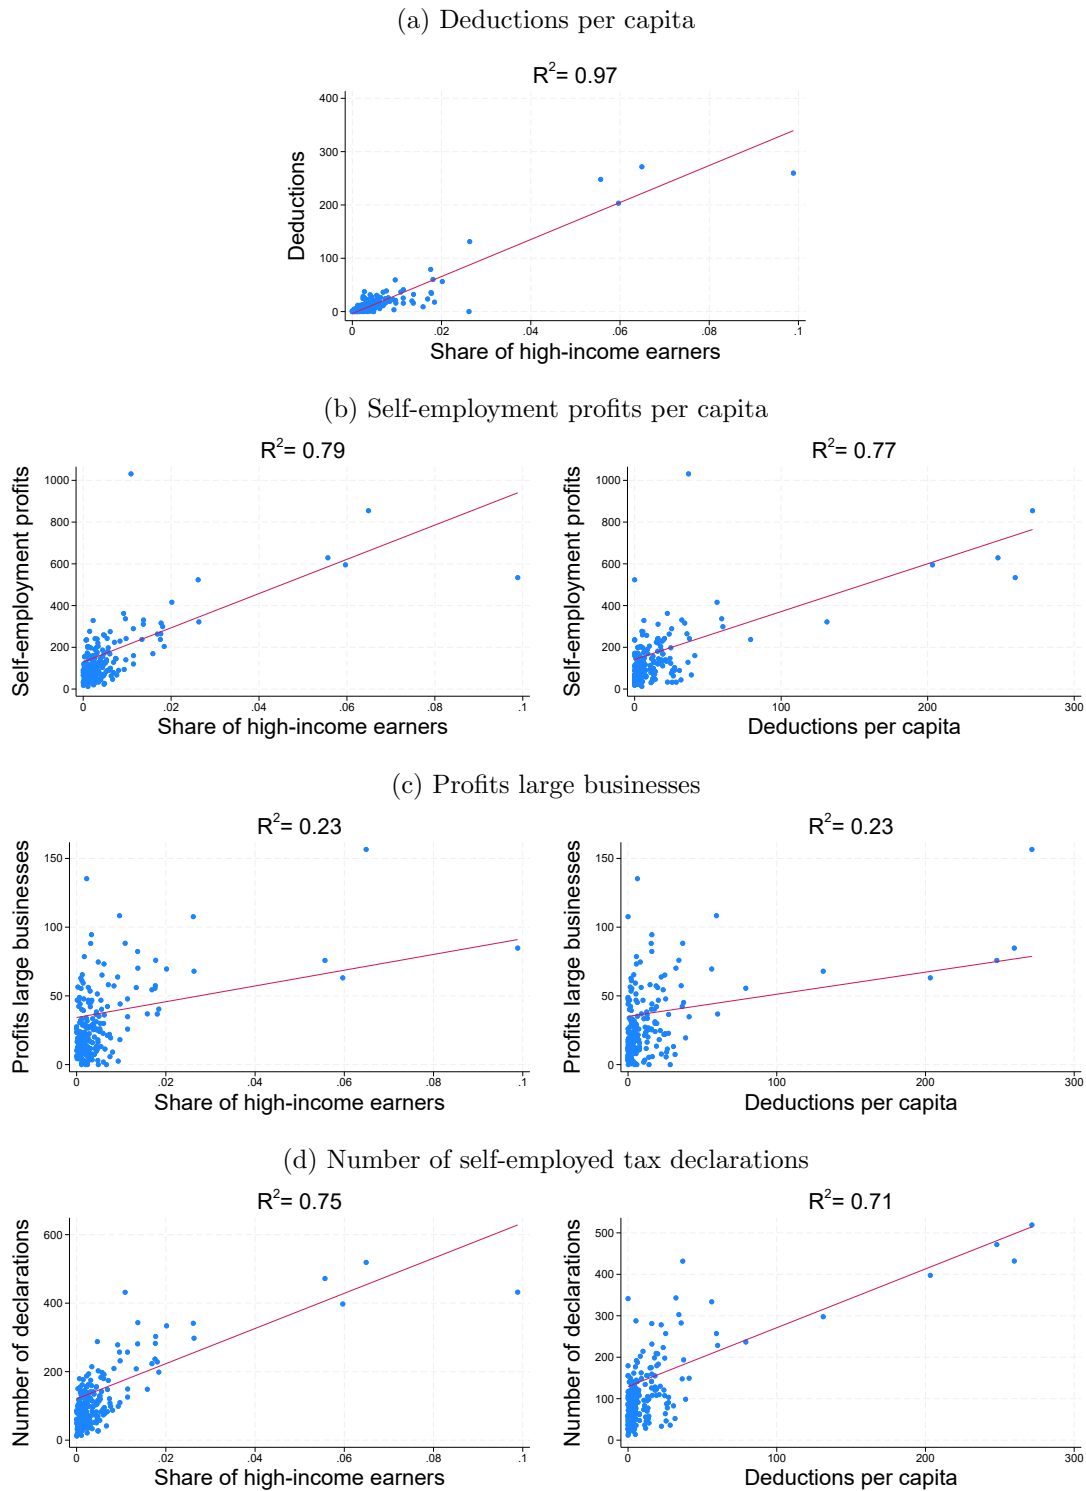 (a) Deductions per capita
R²= 0.97
Deductions
400
300
200
100
0
0 .02 .04 .06 .08 .1
Share of high-income earners
(b) Self-employment profits per capita
R²= 0.79
Self-employment profits
1000
800
600
400
200
0
0 .02 .04 .06 .08 .1
Share of high-income earners
R²= 0.77
Self-employment profits
1000
800
600
400
200
0
0 100 200 300
Deductions per capita
(c) Profits large businesses
R²= 0.23
Profits large businesses
150
100
50
0
0 .02 .04 .06 .08 .1
Share of high-income earners
R²= 0.23
Profits large businesses
150
100
50
0
0 100 200 300
Deductions per capita
(d) Number of self-employed tax declarations
R²= 0.75
Number of declarations
600
400
200
0
0 .02 .04 .06 .08 .1
Share of high-income earners
R²= 0.71
Number of declarations
500
400
300
200
100
0
0 100 200 300
Deductions per capita